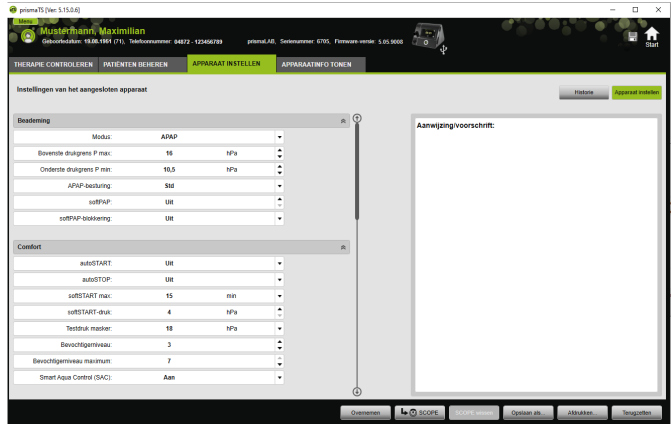 prismaTS [Ver: 5.15.0.6]
Menu
Mustermann, Maximilian
Geboortedatum: 19.08.1951 (71), Telefoonnummer: 04872 - 123456789 prismaLAB, Serienummer: 6705, Firmware-versie: 5.05.0008
Start
THERAPIE CONTROLEREN PATIËNTEN BEHEREN APPARAAT INSTELLEN APPARAATINFO TONEN
Instellingen van het aangesloten apparaat
Historie Apparaat instellen
Beademing
Modus: APAP
Bovenste drukgrens P max: 16 hPa
Onderste drukgrens P min: 10,5 hPa
APAP-besturing: Std
softPAP: Uit
softPAP-blokkering: Uit
Comfort
autoSTART: Uit
autoSTOP: Uit
softSTART max: 15 min
softSTART-druk: 4 hPa
Testdruk masker: 18 hPa
Bevochtigerniveau: 3
Bevochtigerniveau maximum: 7
Smart Aqua Control (SAC): Aan
Aanwijzing/voorschrift:
Overnemen SCOPE SCOPE wissen Opslaan als... Afdrukken... Terugzetten